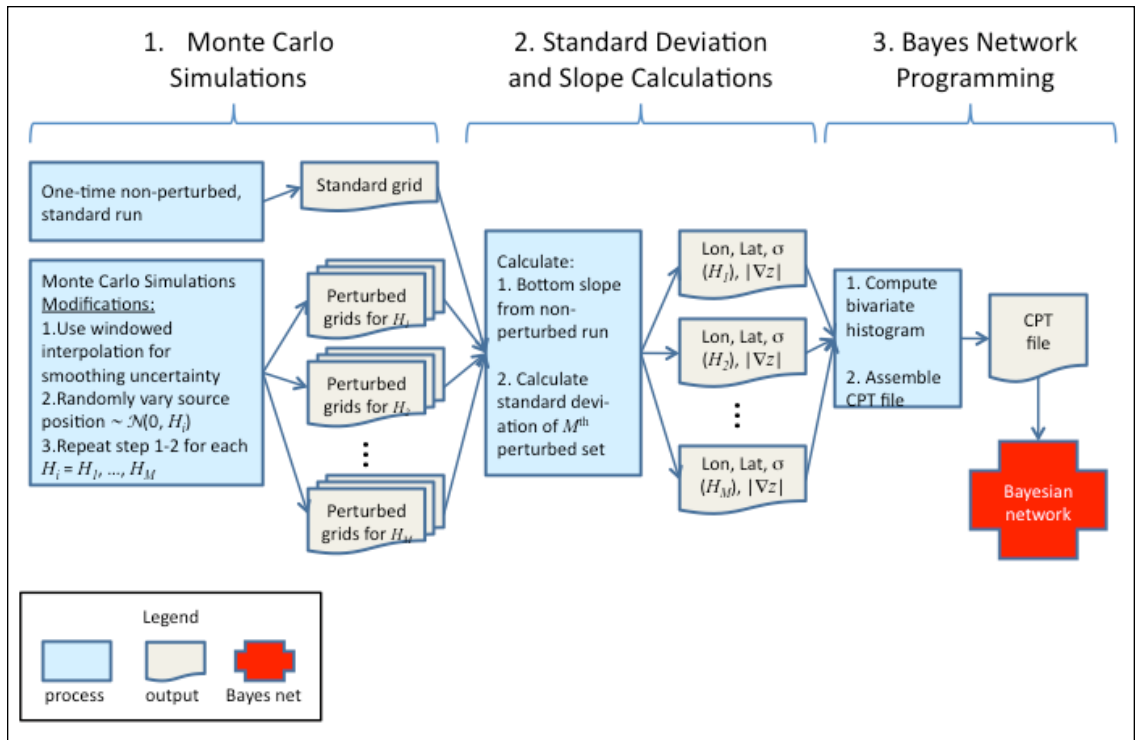 1. Monte Carlo
Simulations
2. Standard Deviation
and Slope Calculations
3. Bayes Network
Programming
One-time non-perturbed,
standard run
Standard grid
Monte Carlo Simulations
Modifications:
1.Use windowed
interpolation for
smoothing uncertainty
2.Randomly vary source
position ~ 𝒩(0, Hᵢ)
3.Repeat step 1-2 for each
Hᵢ = H₁, ..., H_M
Perturbed
grids for H₁
Perturbed
grids for H₂
⋮
Perturbed
grids for H_M
Calculate:
1. Bottom slope
from non-
perturbed run
2. Calculate
standard devi-
ation of Mᵗʰ
perturbed set
Lon, Lat, σ
(H₁), |∇z|
Lon, Lat, σ
(H₂), |∇z|
⋮
Lon, Lat, σ
(H_M), |∇z|
1. Compute
bivariate
histogram
2. Assemble
CPT file
CPT
file
Bayesian
network
Legend
process
output
Bayes net